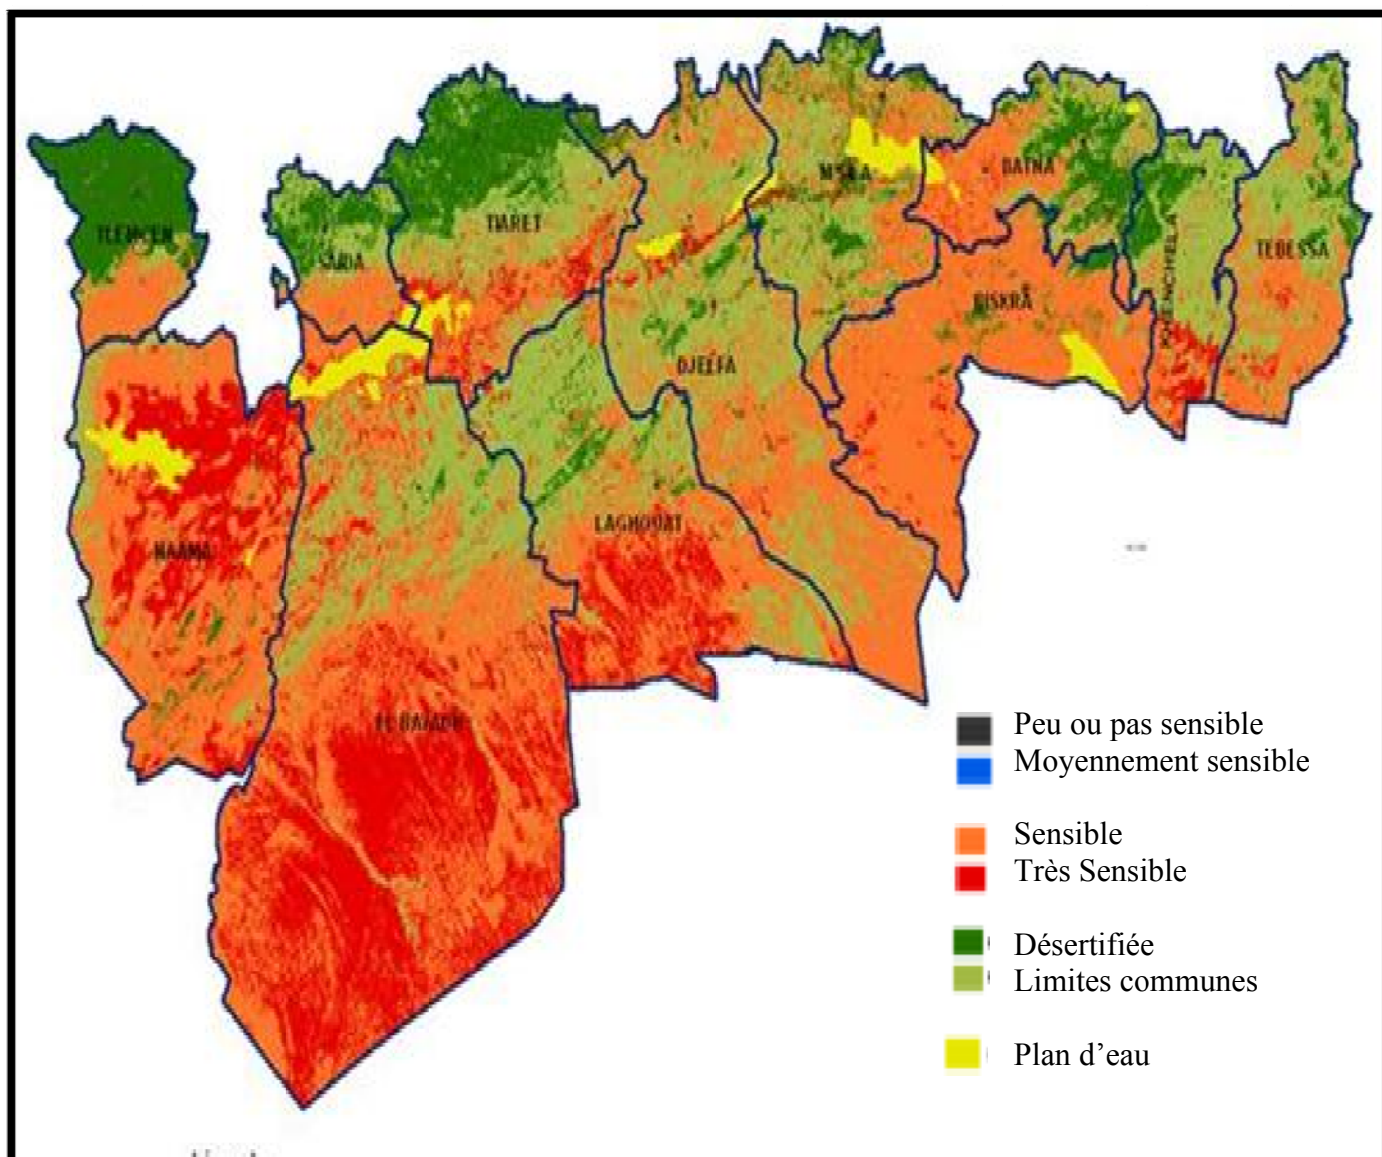 TLEMCEN
SAIDA
TIARET
MSILA
BATNA
KHENCHELA
TEBESSA
BISKRA
DJELFA
LAGHOUAT
NAAMA
EL BAYADH
Peu ou pas sensible
Moyennement sensible
Sensible
Très Sensible
Désertifiée
Limites communes
Plan d’eau